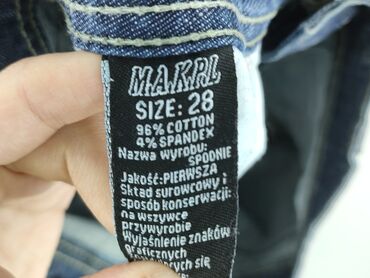 MAKRL
SIZE: 28
96% COTTON
4% SPANDEX
Nazwa wyrobu:
SPODNIE
Jakość:PIERWSZA
Skład surowcowy i
sposób konserwacji:
na wszywce
przywyrobie
Wyjaśnienie znaków
się